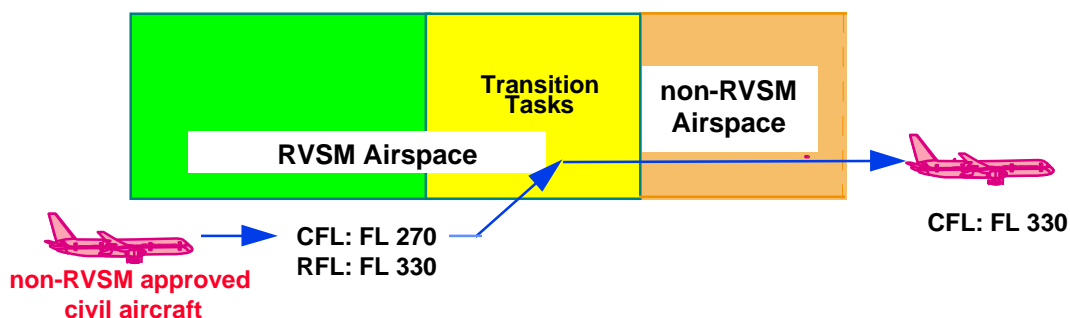 Transition
Tasks
non-RVSM
Airspace
RVSM Airspace
CFL: FL 270
RFL: FL 330
CFL: FL 330
non-RVSM approved
civil aircraft